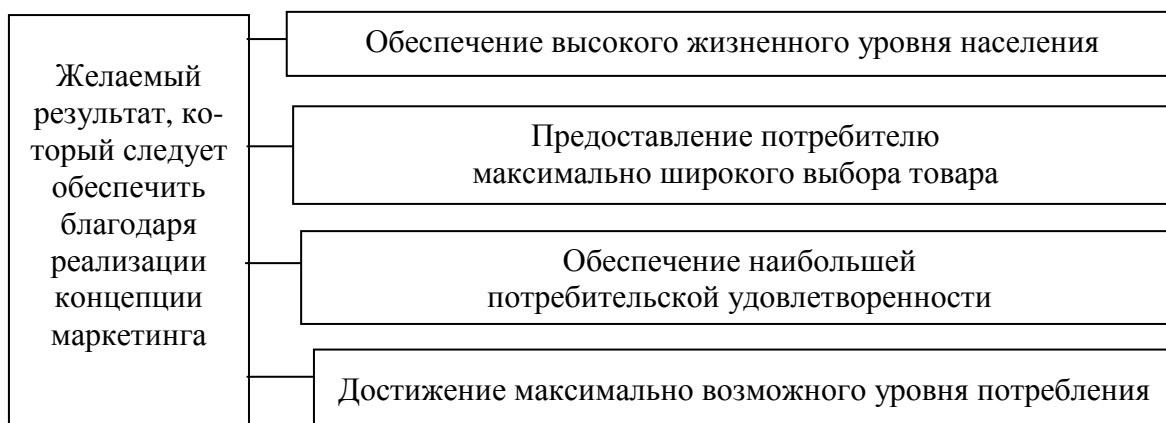 Желаемый
результат, ко-
торый следует
обеспечить
благодаря
реализации
концепции
маркетинга
Обеспечение высокого жизненного уровня населения
Предоставление потребителю
максимально широкого выбора товара
Обеспечение наибольшей
потребительской удовлетворенности
Достижение максимально возможного уровня потребления